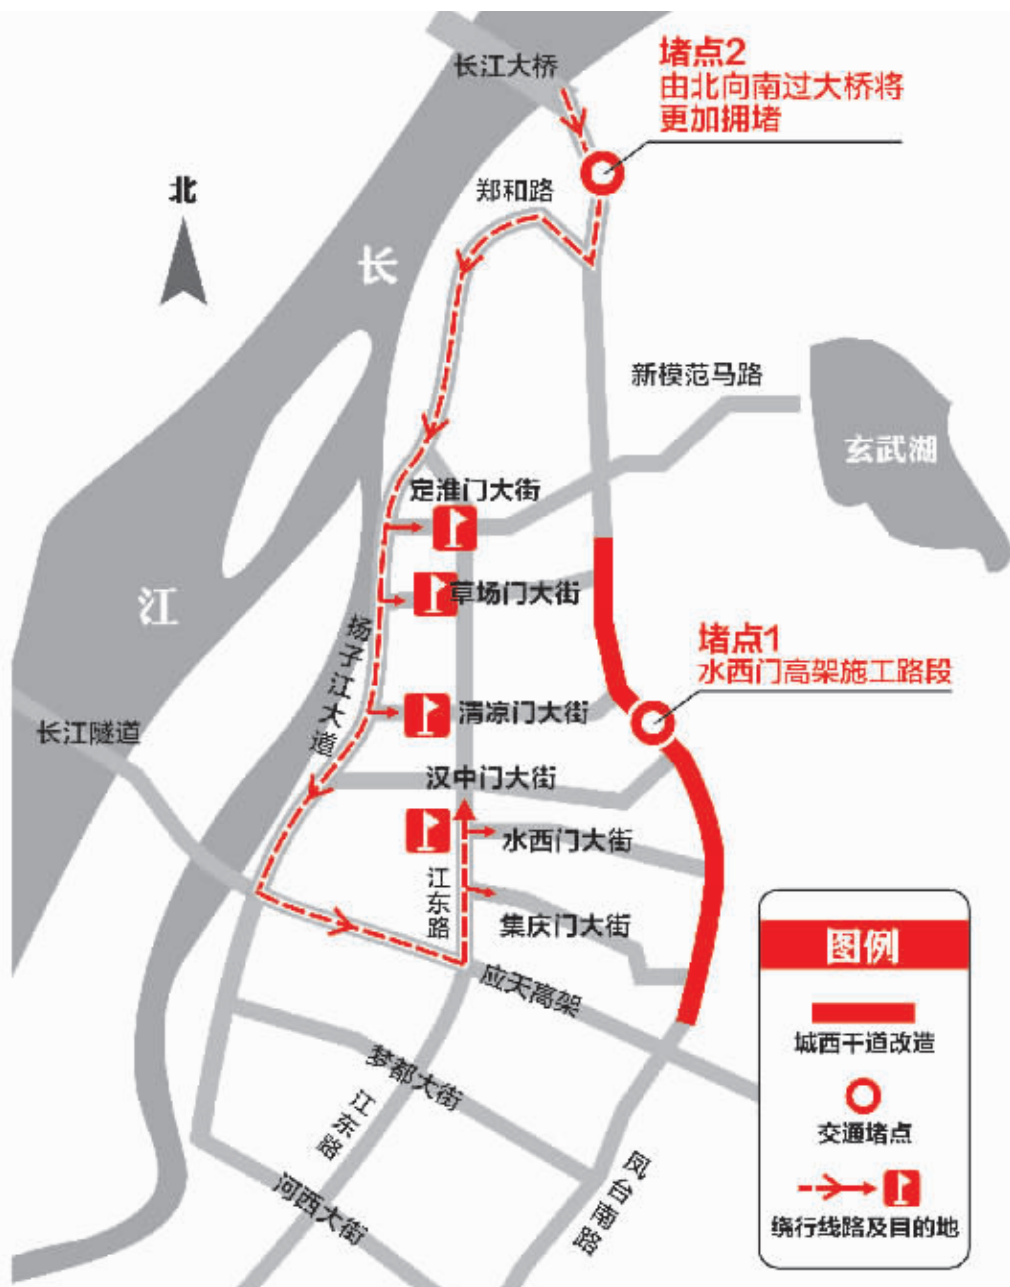 长江大桥
堵点2
由北向南过大桥将
更加拥堵
北
郑和路
长
新模范马路
玄武湖
定淮门大街
草场门大街
江
扬子江大道
堵点1
水西门高架施工路段
清凉门大街
长江隧道
汉中门大街
水西门大街
江东路
集庆门大街
应天高架
梦都大街
江东路
河西大街
凤台南路
图例
城西干道改造
交通堵点
绕行线路及目的地